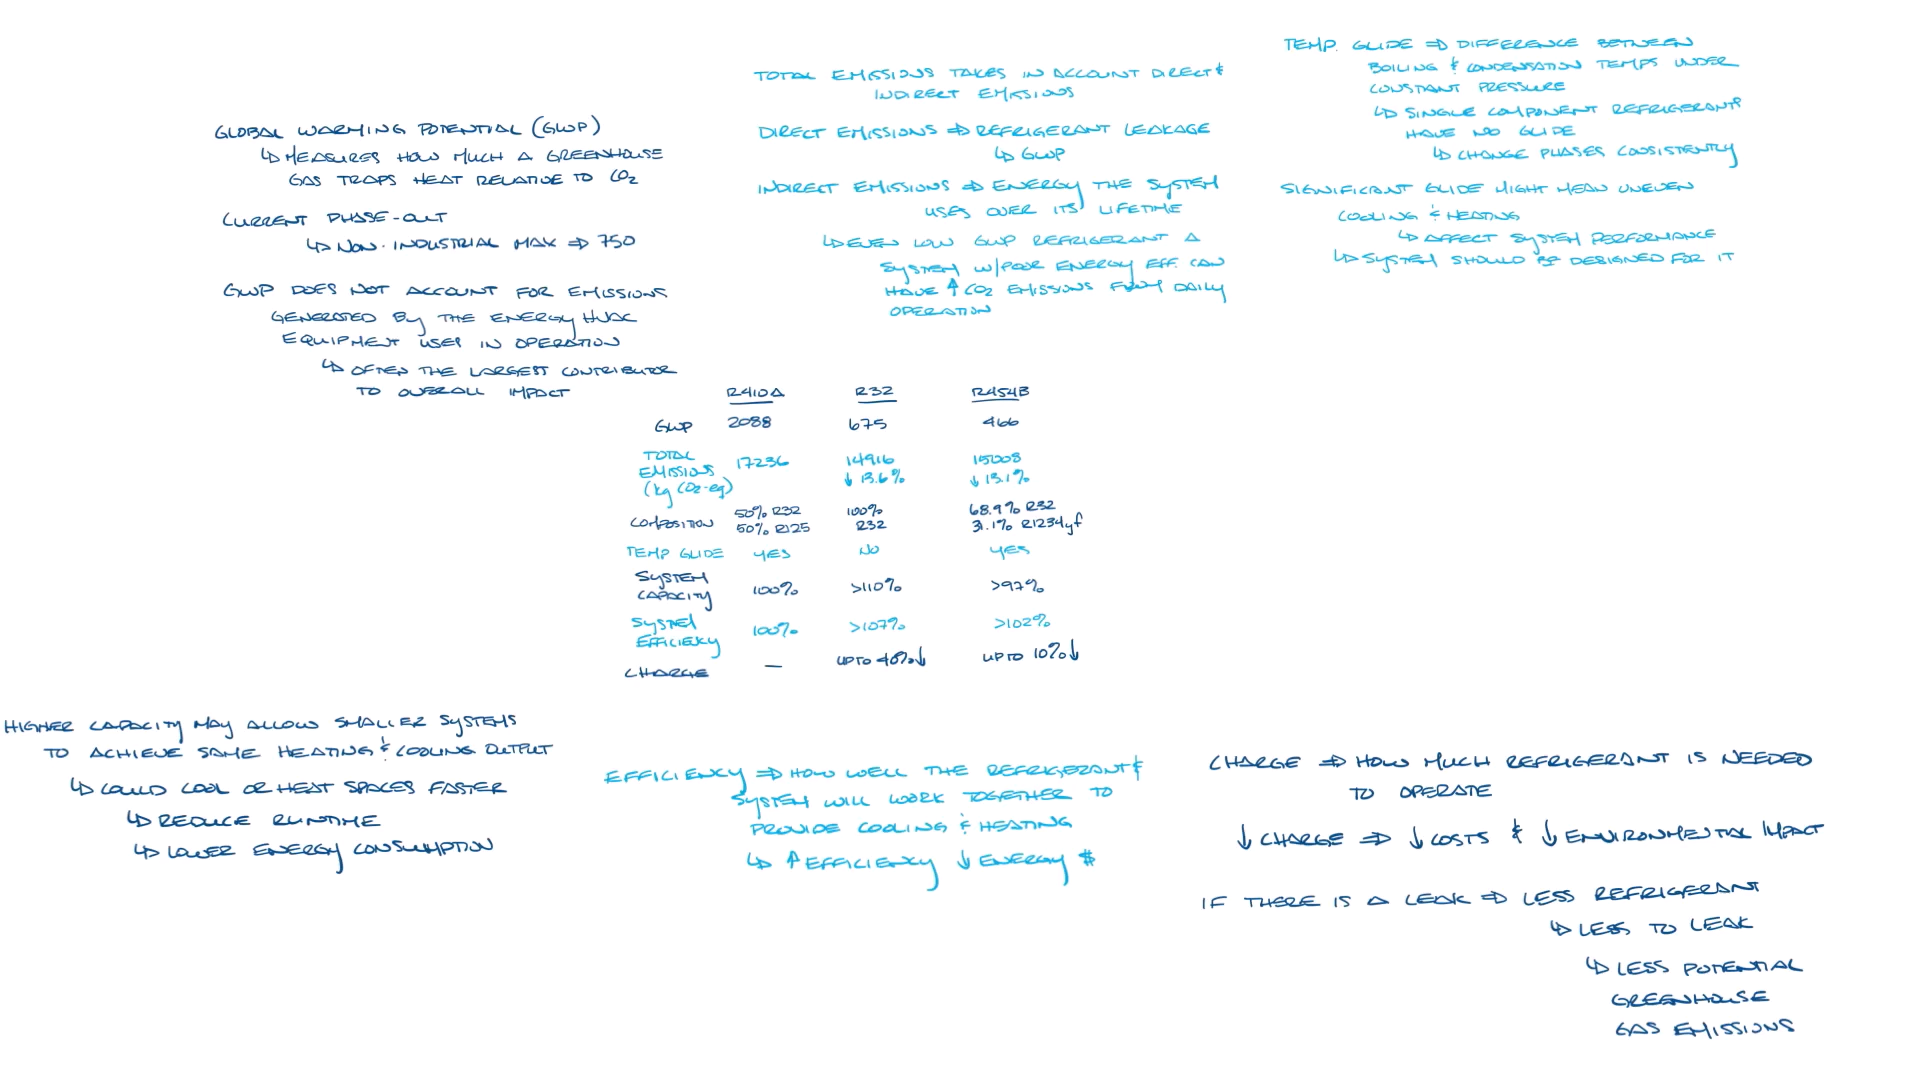 GLOBAL WARMING POTENTIAL (GWP)
↳ MEASURES HOW MUCH A GREENHOUSE
GAS TRAPS HEAT RELATIVE TO CO₂
CURRENT PHASE-OUT
↳ NON-INDUSTRIAL MAX ⇒ 750
GWP DOES NOT ACCOUNT FOR EMISSIONS
GENERATED BY THE ENERGY HVAC
EQUIPMENT USES IN OPERATION
↳ OFTEN THE LARGEST CONTRIBUTOR
TO OVERALL IMPACT
TOTAL EMISSIONS TAKES IN ACCOUNT DIRECT &
INDIRECT EMISSIONS
DIRECT EMISSIONS ⇒ REFRIGERANT LEAKAGE
↳ GWP
INDIRECT EMISSIONS ⇒ ENERGY THE SYSTEM
USES OVER ITS' LIFETIME
↳ EVEN LOW GWP REFRIGERANT A
SYSTEM W/POOR ENERGY EFF. CAN
HAVE ↑ CO₂ EMISSIONS FROM DAILY
OPERATION
TEMP. GLIDE ⇒ DIFFERENCE BETWEEN
BOILING & CONDENSATION TEMPS UNDER
CONSTANT PRESSURE
↳ SINGLE COMPONENT REFRIGERANTS
HAVE NO GLIDE
↳ CHANGE PHASES CONSISTENTLY
SIGNIFICANT GLIDE MIGHT MEAN UNEVEN
COOLING & HEATING
↳ AFFECT SYSTEM PERFORMANCE
↳ SYSTEM SHOULD BE DESIGNED FOR IT
R410A R32 R454B
GWP 2088 675 466
TOTAL
EMISSIONS 17236 14916 15008
(kg CO₂-eq) ↓ 13.6% ↓ 13.1%
COMPOSITION 50% R32 100% 68.9% R32
50% R125 R32 31.1% R1234yf
TEMP GLIDE YES NO YES
SYSTEM
CAPACITY 100% >110% >97%
SYSTEM
EFFICIENCY 100% >107% >102%
CHARGE — UP TO 40% ↓ UP TO 10% ↓
HIGHER CAPACITY MAY ALLOW SMALLER SYSTEMS
TO ACHIEVE SAME HEATING & COOLING OUTPUT
↳ COULD COOL OR HEAT SPACES FASTER
↳ REDUCE RUNTIME
↳ LOWER ENERGY CONSUMPTION
EFFICIENCY ⇒ HOW WELL THE REFRIGERANT &
SYSTEM WILL WORK TOGETHER TO
PROVIDE COOLING & HEATING
↳ ↑ EFFICIENCY ↓ ENERGY $
CHARGE ⇒ HOW MUCH REFRIGERANT IS NEEDED
TO OPERATE
↓ CHARGE ⇒ ↓ COSTS & ↓ ENVIRONMENTAL IMPACT
IF THERE IS A LEAK ⇒ LESS REFRIGERANT
↳ LESS TO LEAK
↳ LESS POTENTIAL
GREENHOUSE
GAS EMISSIONS